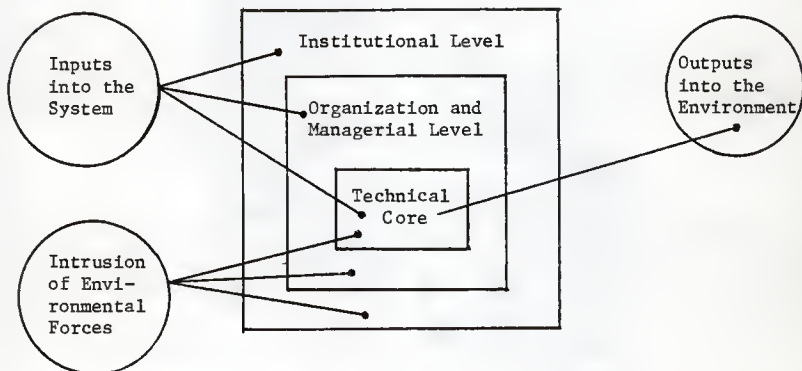 Inputs
into the
System
Institutional Level
Organization and
Managerial Level
Technical
Core
Outputs
into the
Environment
Intrusion
of Envi-
ronmental
Forces